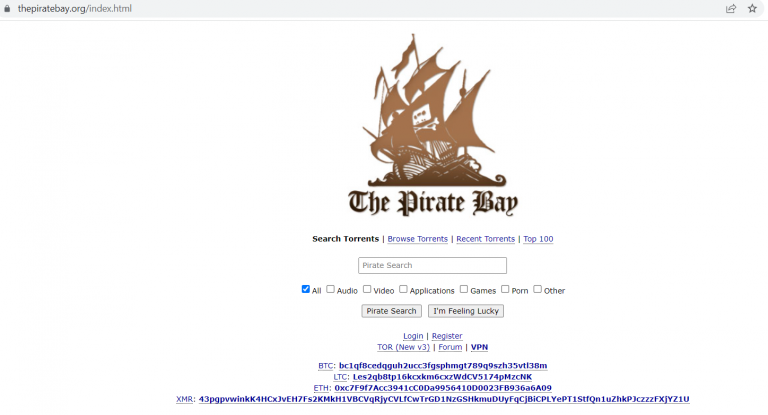 thepiratebay.org/index.html
The Pirate Bay
Search Torrents | Browse Torrents | Recent Torrents | Top 100
Pirate Search
All Audio Video Applications Games Porn Other
Pirate Search I'm Feeling Lucky
Login | Register
TOR (New v3) | Forum | VPN
BTC: bc1qf8cedqguh2ucc3fgsphmgt789q9szh35vtl38m
LTC: Les2qb8tp16kcxkm6cxzWdCV5174pMzcNK
ETH: 0xc7F9f7Acc3941cC0Da9956410D0023FB936a6A09
XMR: 43pgpvwinkK4HCxJvEH7Fs2KMkH1VBCVqRjyCVLfCwTrGD1NzGSHkmuDUyFqCjBiCPLYePT1StfQn1uZhkPJczzzFXjYZ1U